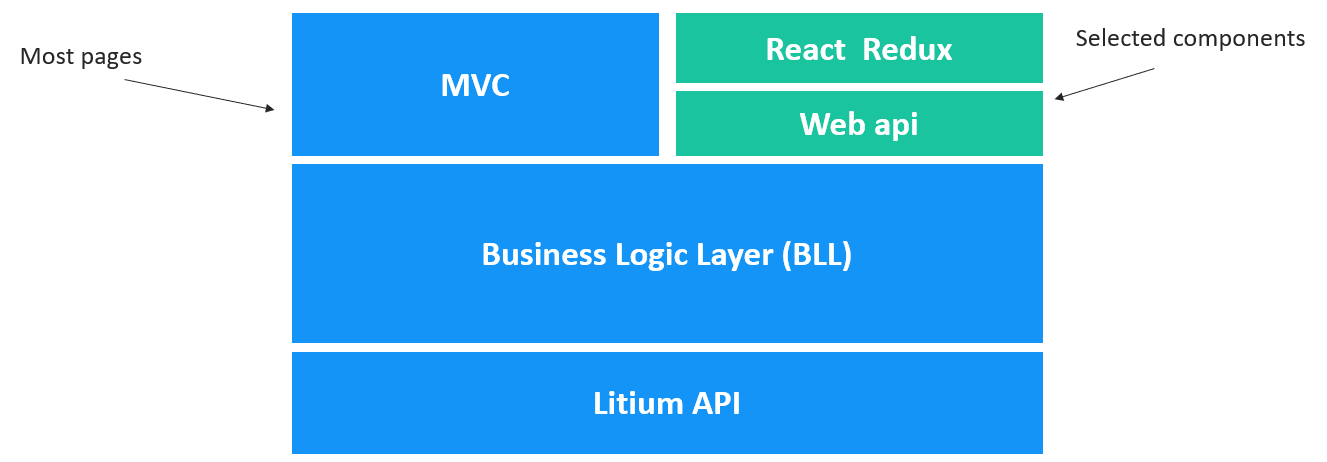 Most pages
MVC
React  Redux
Selected components
Web api
Business Logic Layer (BLL)
Litium API